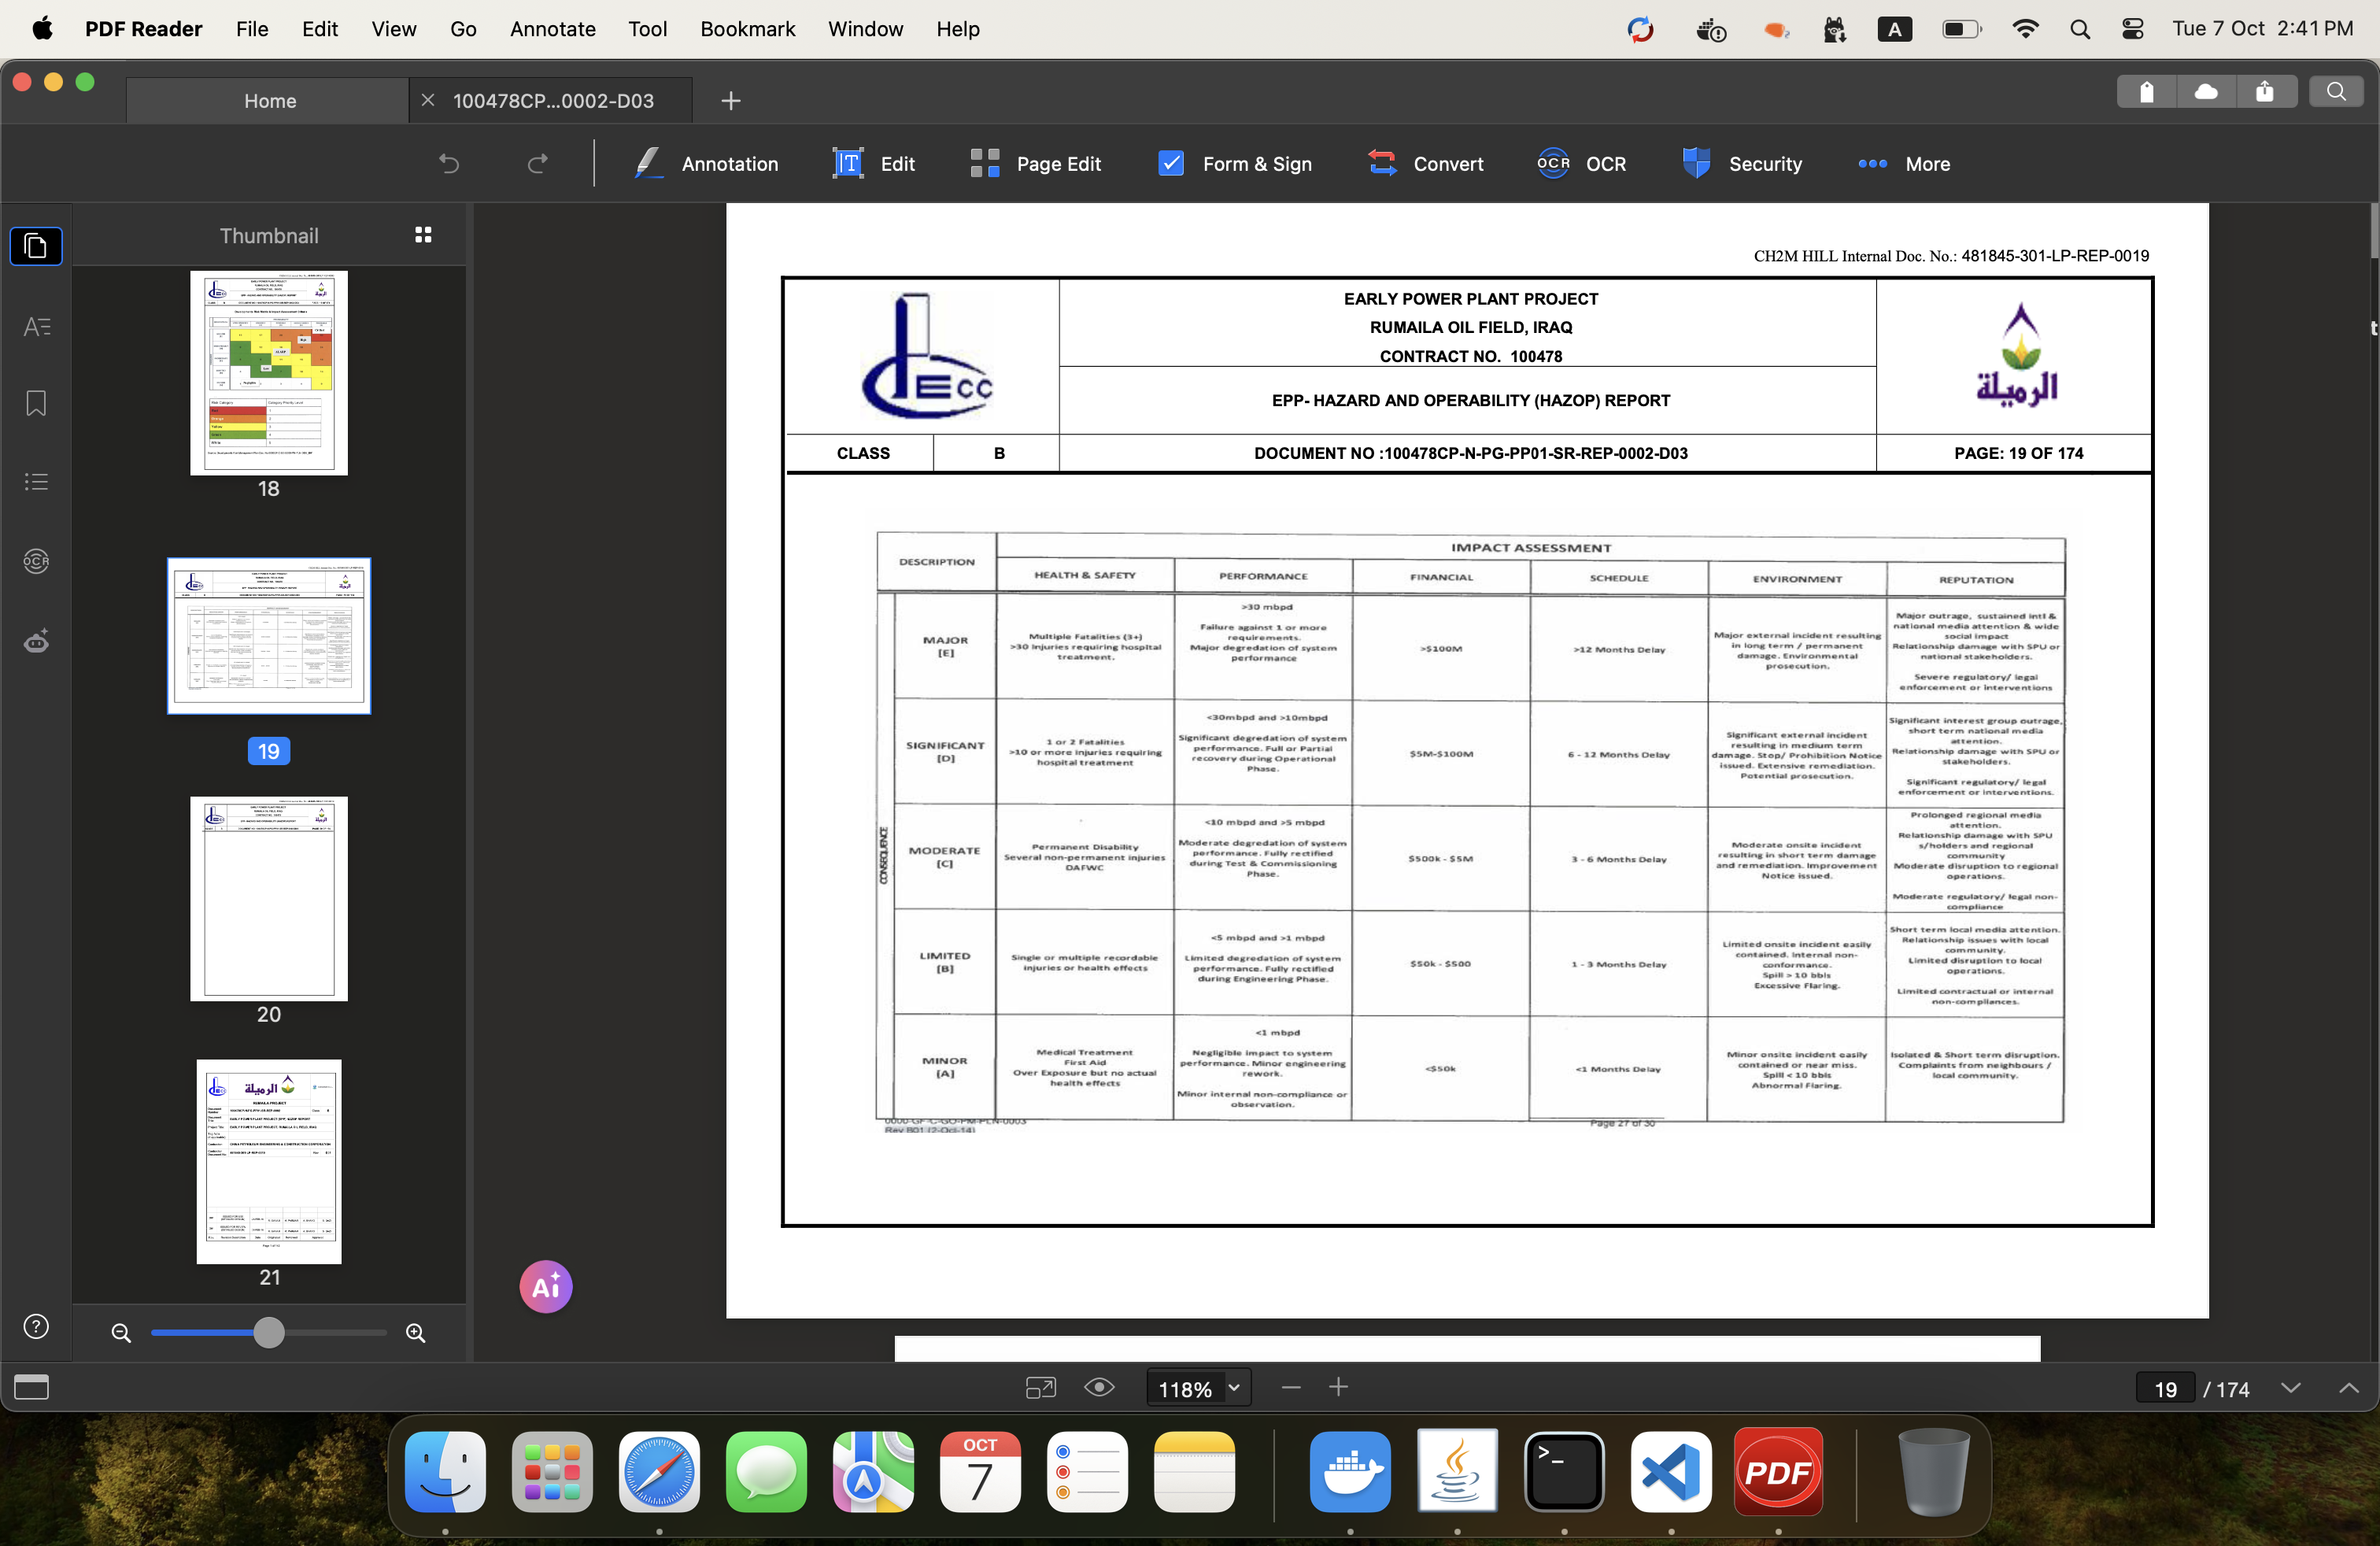 PDF Reader File Edit View Go Annotate Tool Bookmark Window Help
A
Tue 7 Oct 2:41 PM
Home
100478CP...0002-D03
Annotation
Edit
Page Edit
Form & Sign
Convert
OCR
OCR
Security
More
Thumbnail
18
19
20
21
CH2M HILL Internal Doc. No.: 481845-301-LP-REP-0019
ECC
EARLY POWER PLANT PROJECT
RUMAILA OIL FIELD, IRAQ
CONTRACT NO. 100478
EPP- HAZARD AND OPERABILITY (HAZOP) REPORT
الرميلة
CLASS
B
DOCUMENT NO :100478CP-N-PG-PP01-SR-REP-0002-D03
PAGE: 19 OF 174
DESCRIPTION
IMPACT ASSESSMENT
HEALTH & SAFETY
PERFORMANCE
FINANCIAL
SCHEDULE
ENVIRONMENT
REPUTATION
CONSEQUENCE
MAJOR
[E]
Multiple Fatalities (3+)
>30 Injuries requiring hospital
treatment.
>30 mbpd
Failure against 1 or more
requirements.
Major degradation of system
performance
>$100M
>12 Months Delay
Major external incident resulting
in long term / permanent
damage. Environmental
prosecution.
Major outrage, sustained intl &
national media attention & wide
social impact
Relationship damage with SPU or
national stakeholders.
Severe regulatory/ legal
enforcement or Interventions
SIGNIFICANT
[D]
1 or 2 Fatalities
>10 or more injuries requiring
hospital treatment
<30mbpd and >10mbpd
Significant degredation of system
performance. Full or Partial
recovery during Operational
Phase.
$5M-$100M
6 - 12 Months Delay
Significant external incident
resulting in medium term
damage. Stop/ Prohibition Notice
issued. Extensive remediation.
Potential prosecution.
Significant interest group outrage,
short term national media
attention.
Relationship damage with SPU or
stakeholders.
Significant regulatory/ legal
enforcement or interventions.
MODERATE
[C]
Permanent Disability
Several non-permanent injuries
DAFWC
<10 mbpd and >5 mbpd
Moderate degradation of system
performance. Fully rectified
during Test & Commissioning
Phase.
$500k - $5M
3 - 6 Months Delay
Moderate onsite incident
resulting in short term damage
and remediation. Improvement
Notice issued.
Prolonged regional media
attention.
Relationship damage with SPU
s/holders and regional
community
Moderate disruption to regional
operations.
Moderate regulatory/ legal non-
compliance
LIMITED
[B]
Single or multiple recordable
injuries or health effects
<5 mbpd and >1 mbpd
Limited degradation of system
performance. Fully rectified
during Engineering Phase.
$50k - $500
1 - 3 Months Delay
Limited onsite incident easily
contained. Internal non-
conformance.
Spill > 10 bbls
Excessive Flaring.
Short term local media attention.
Relationship issues with local
community.
Limited disruption to local
operations.
Limited contractual or internal
non-compliances.
MINOR
[A]
Medical Treatment
First Aid
Over Exposure but no actual
health effects
<1 mbpd
Negligible impact to system
performance. Minor engineering
rework.
Minor internal non-compliance or
observation.
<$50k
<1 Months Delay
Minor onsite incident easily
contained or near miss.
Spill < 10 bbls
Abnormal Flaring.
Isolated & Short term disruption.
Complaints from neighbours /
local community.
0000-GF-C-GO-PM-PLN-0003
Rev B01 (2-Oct-14)
Page 27 of 30
Ai
118%
19 / 174
OCT
7
PDF